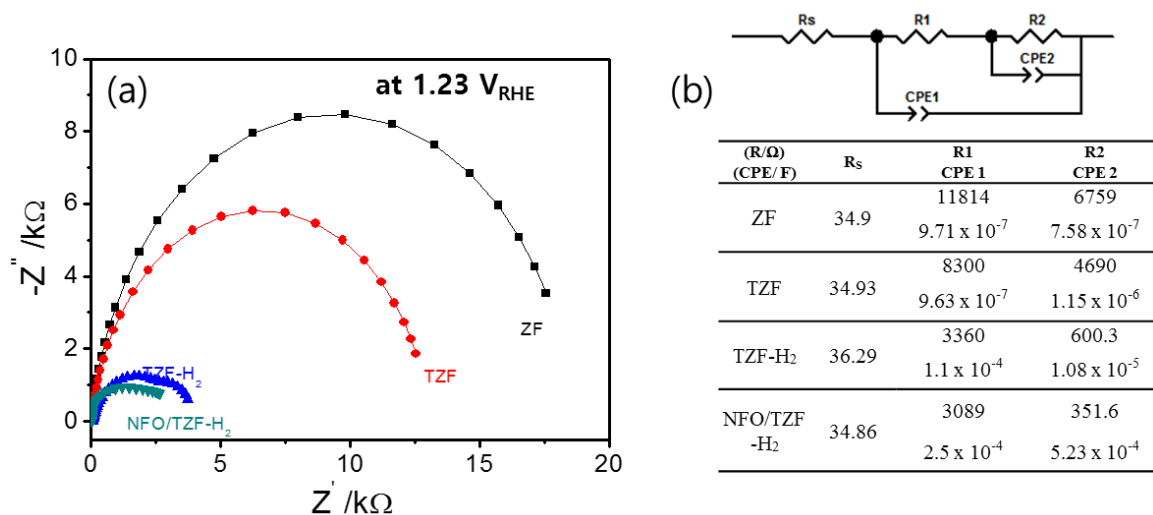 (a)
at 1.23 V_RHE
10
8
6
4
2
0
-Z" /kΩ
ZF
TZF
TZF-H₂
NFO/TZF-H₂
0
5
10
15
20
Z' /kΩ
(b)
Rs
R1
R2
CPE2
CPE1
(R/Ω) R_S R1 R2
(CPE/ F) CPE 1 CPE 2
ZF 34.9 11814 6759
9.71 x 10⁻⁷ 7.58 x 10⁻⁷
TZF 34.93 8300 4690
9.63 x 10⁻⁷ 1.15 x 10⁻⁶
TZF-H₂ 36.29 3360 600.3
1.1 x 10⁻⁴ 1.08 x 10⁻⁵
NFO/TZF 34.86 3089 351.6
-H₂ 2.5 x 10⁻⁴ 5.23 x 10⁻⁴